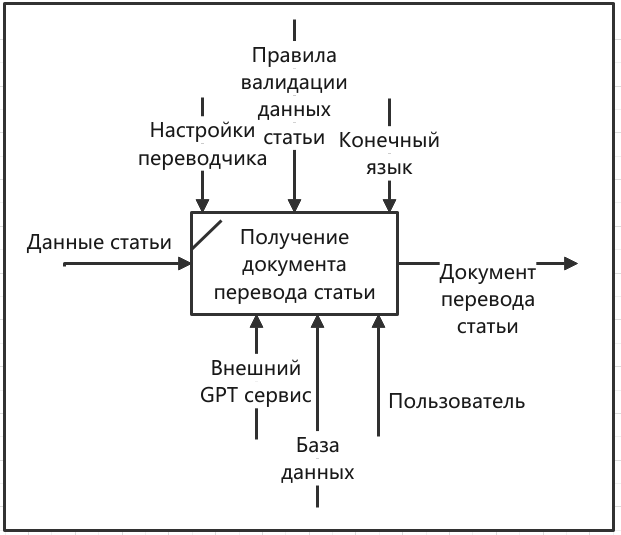 Правила
валидации
данных
статьи
Настройки
переводчика
Конечный
язык
Данные статьи
Получение
документа
перевода статьи
Документ
перевода
статьи
Внешний
GPT сервис
Пользователь
База
данных